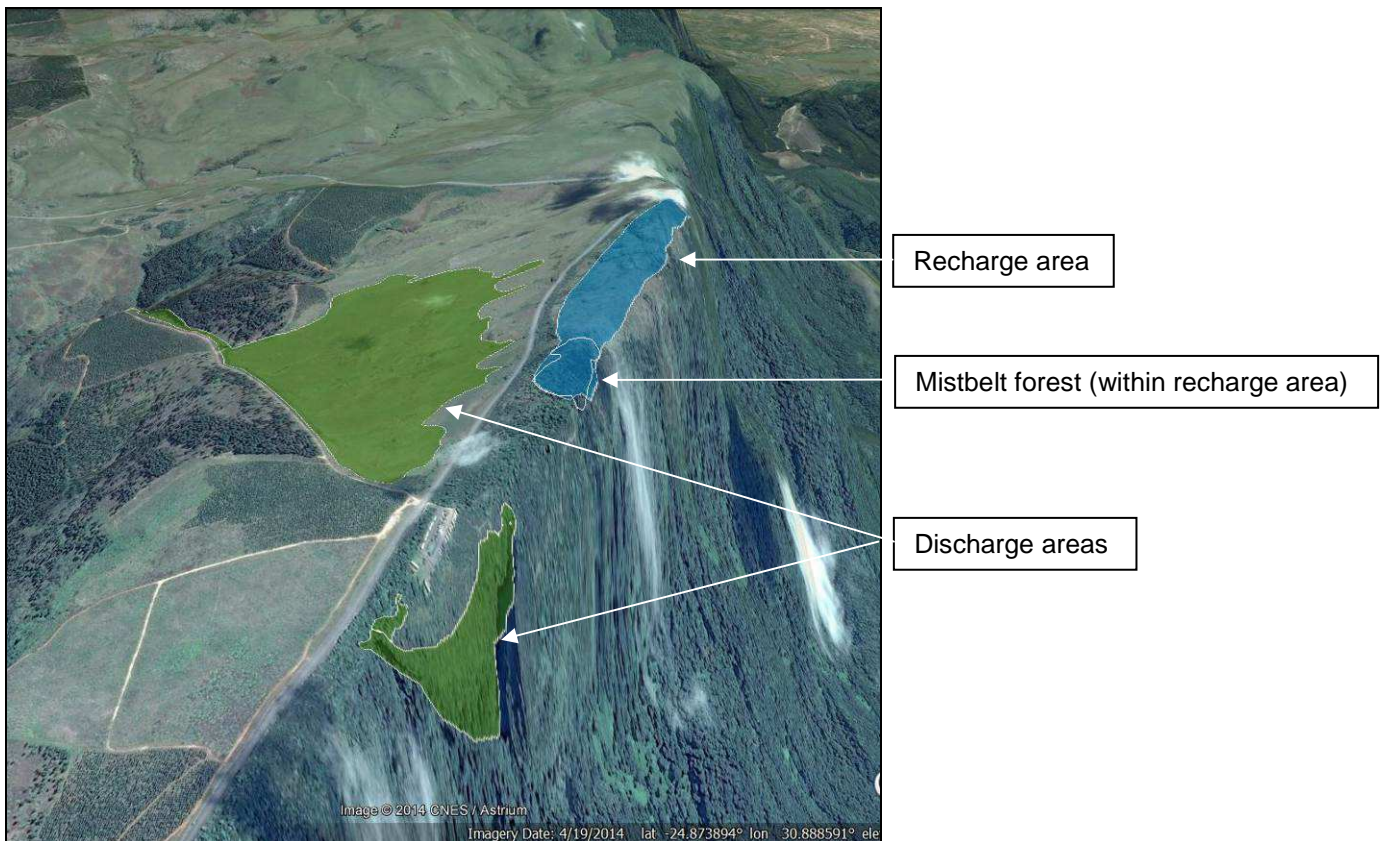 Recharge area
Mistbelt forest (within recharge area)
Discharge areas
Image © 2014 CNES / Astrium
Imagery Date: 4/19/2014 lat -24.873894° lon 30.888591° ele